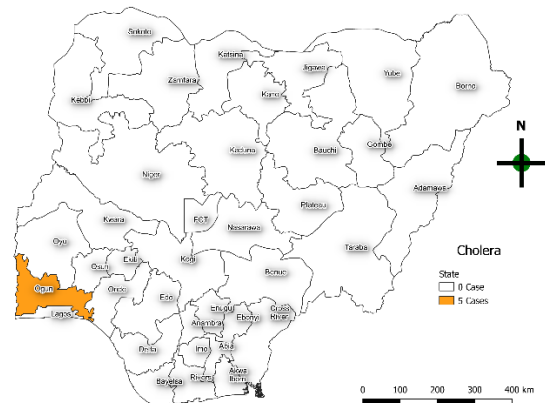 Sokoto
Katsina
Jigawa
Yobe
Borno
Zamfara
Kebbi
Kano
Kaduna
Bauchi
Gombe
Adamawa
Niger
Plateau
Kwara
FCT
Nasarawa
Taraba
Oyo
Kogi
Benue
Osun
Ekiti
Ogun
Ondo
Edo
Lagos
Enugu
Anambra
Ebonyi
Cross
River
Delta
Imo
Abia
Bayelsa
Rivers
Akwa
Ibom
N
Cholera
State
0 Case
5 Cases
0 100 200 300 400 km